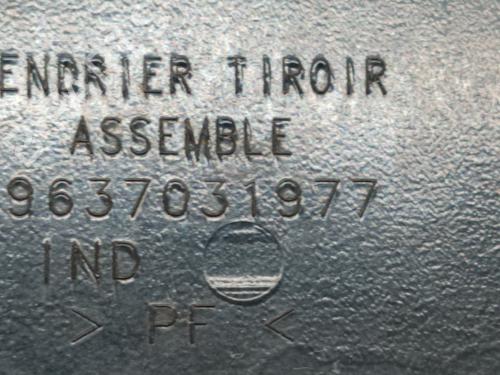 ENDRIER TIROIR
ASSEMBLE
9637031977
IND
> PF <